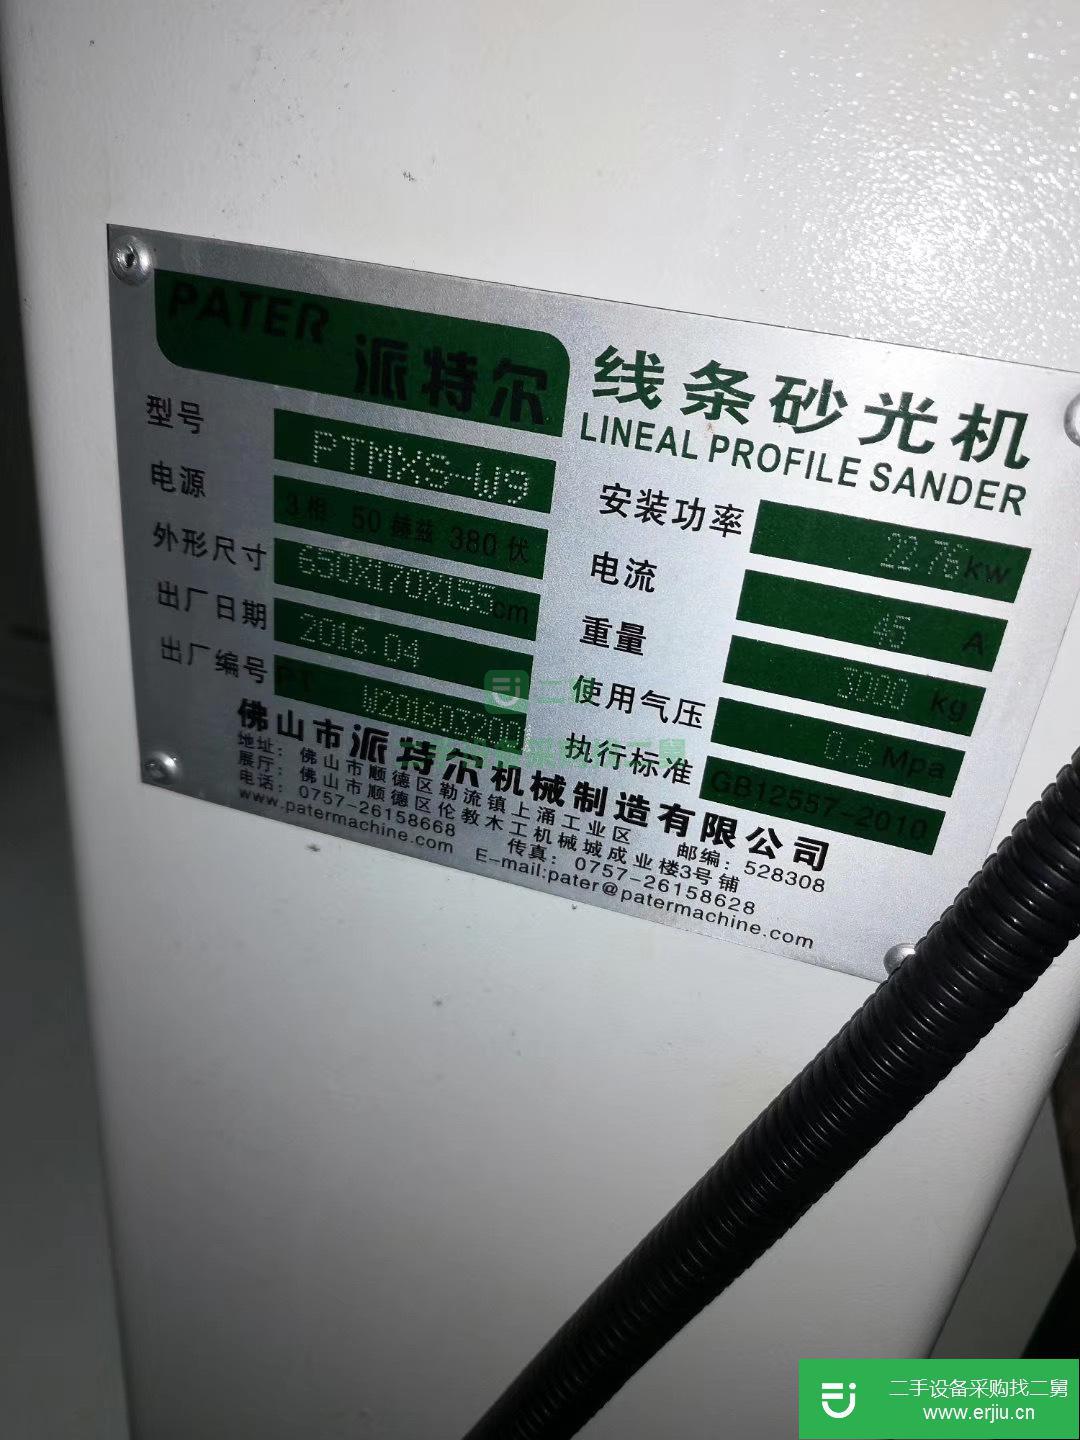 PATER
派特尔
线条砂光机
LINEAL PROFILE SANDER
型号 PTMXS-W9
电源 3相 50赫兹 380伏
外形尺寸 650X170X155cm
出厂日期 2016.04
出厂编号 PT W20160320
安装功率 22.76 kw
电流 45 A
重量 3000 kg
使用气压 0.6 Mpa
执行标准 GB12557-2010
佛山市派特尔机械制造有限公司
地址:佛山市顺德区勒流镇上涌工业区 邮编:528308
展厅:佛山市顺德区伦教木工机械城成业楼3号铺
电话:0757-26158668 传真:0757-26158628
www.patermachine.com E-mail:pater@patermachine.com
二手设备采购找二舅
www.erjiu.cn